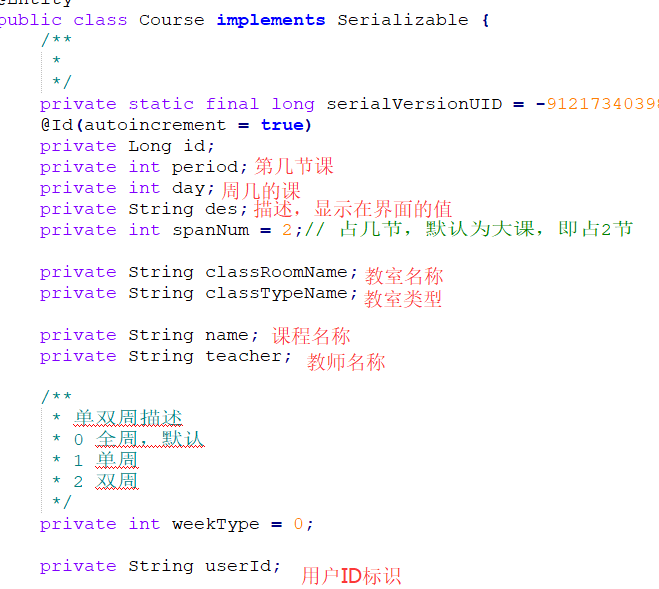 @Entity
public class Course implements Serializable {
/**
*
*/
private static final long serialVersionUID = -91217340398
@Id(autoincrement = true)
private Long id;
private int period; 第几节课
private int day; 周几的课
private String des; 描述，显示在界面的值
private int spanNum = 2;// 占几节，默认为大课，即占2节
private String classRoomName; 教室名称
private String classTypeName; 教室类型
private String name; 课程名称
private String teacher; 教师名称
/**
* 单双周描述
* 0 全周，默认
* 1 单周
* 2 双周
*/
private int weekType = 0;
private String userId; 用户ID标识